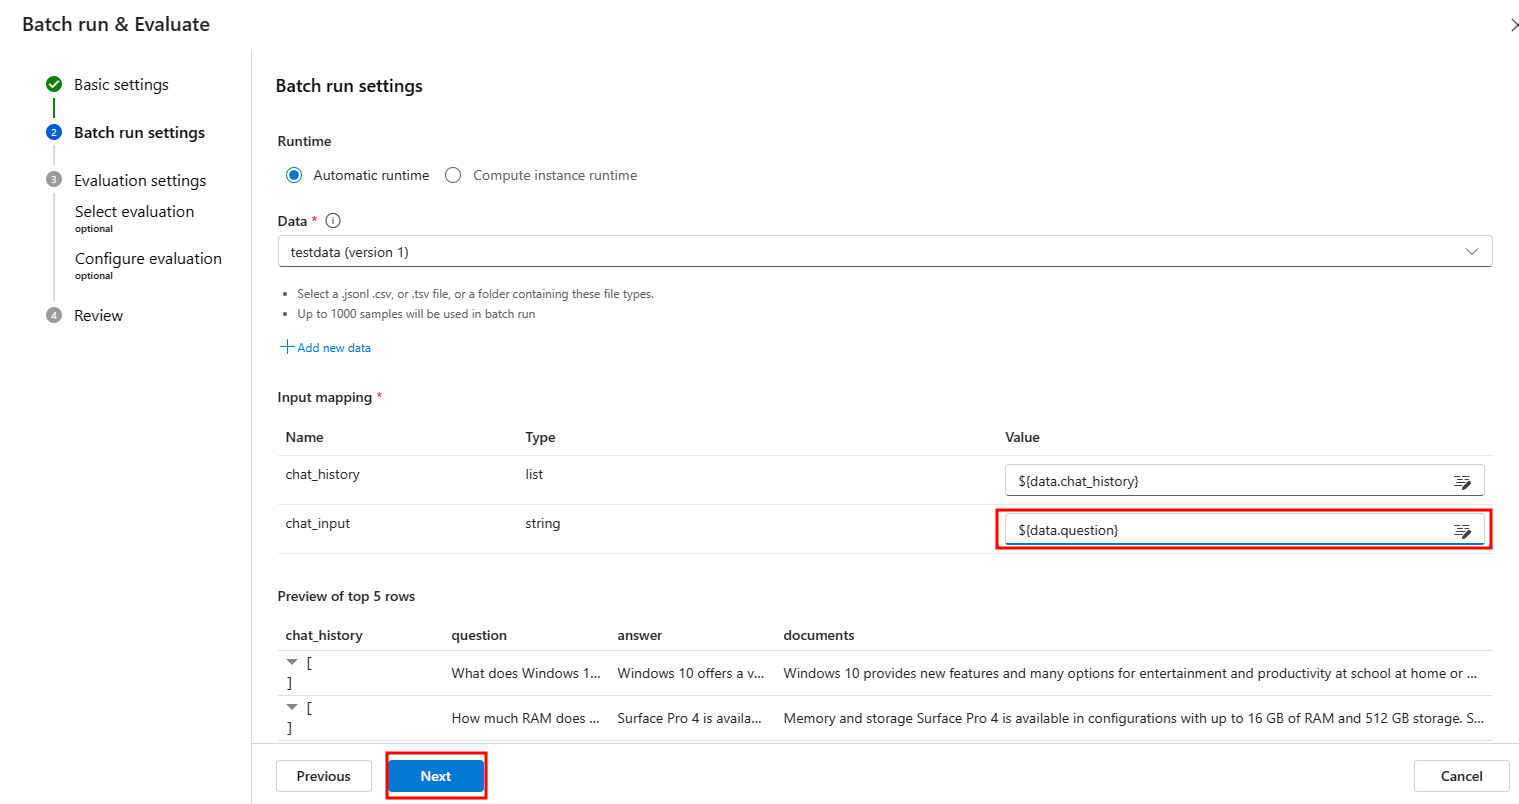 Batch run & Evaluate
Basic settings
2 Batch run settings
3 Evaluation settings
Select evaluation
optional
Configure evaluation
optional
4 Review
Batch run settings
Runtime
Automatic runtime Compute instance runtime
Data *
testdata (version 1)
• Select a .jsonl .csv, or .tsv file, or a folder containing these file types.
• Up to 1000 samples will be used in batch run
+ Add new data
Input mapping *
Name Type Value
chat_history list ${data.chat_history}
chat_input string ${data.question}
Preview of top 5 rows
chat_history question answer documents
[
] What does Windows 1... Windows 10 offers a v... Windows 10 provides new features and many options for entertainment and productivity at school at home or ...
[
] How much RAM does ... Surface Pro 4 is availa... Memory and storage Surface Pro 4 is available in configurations with up to 16 GB of RAM and 512 GB storage. S...
Previous Next Cancel